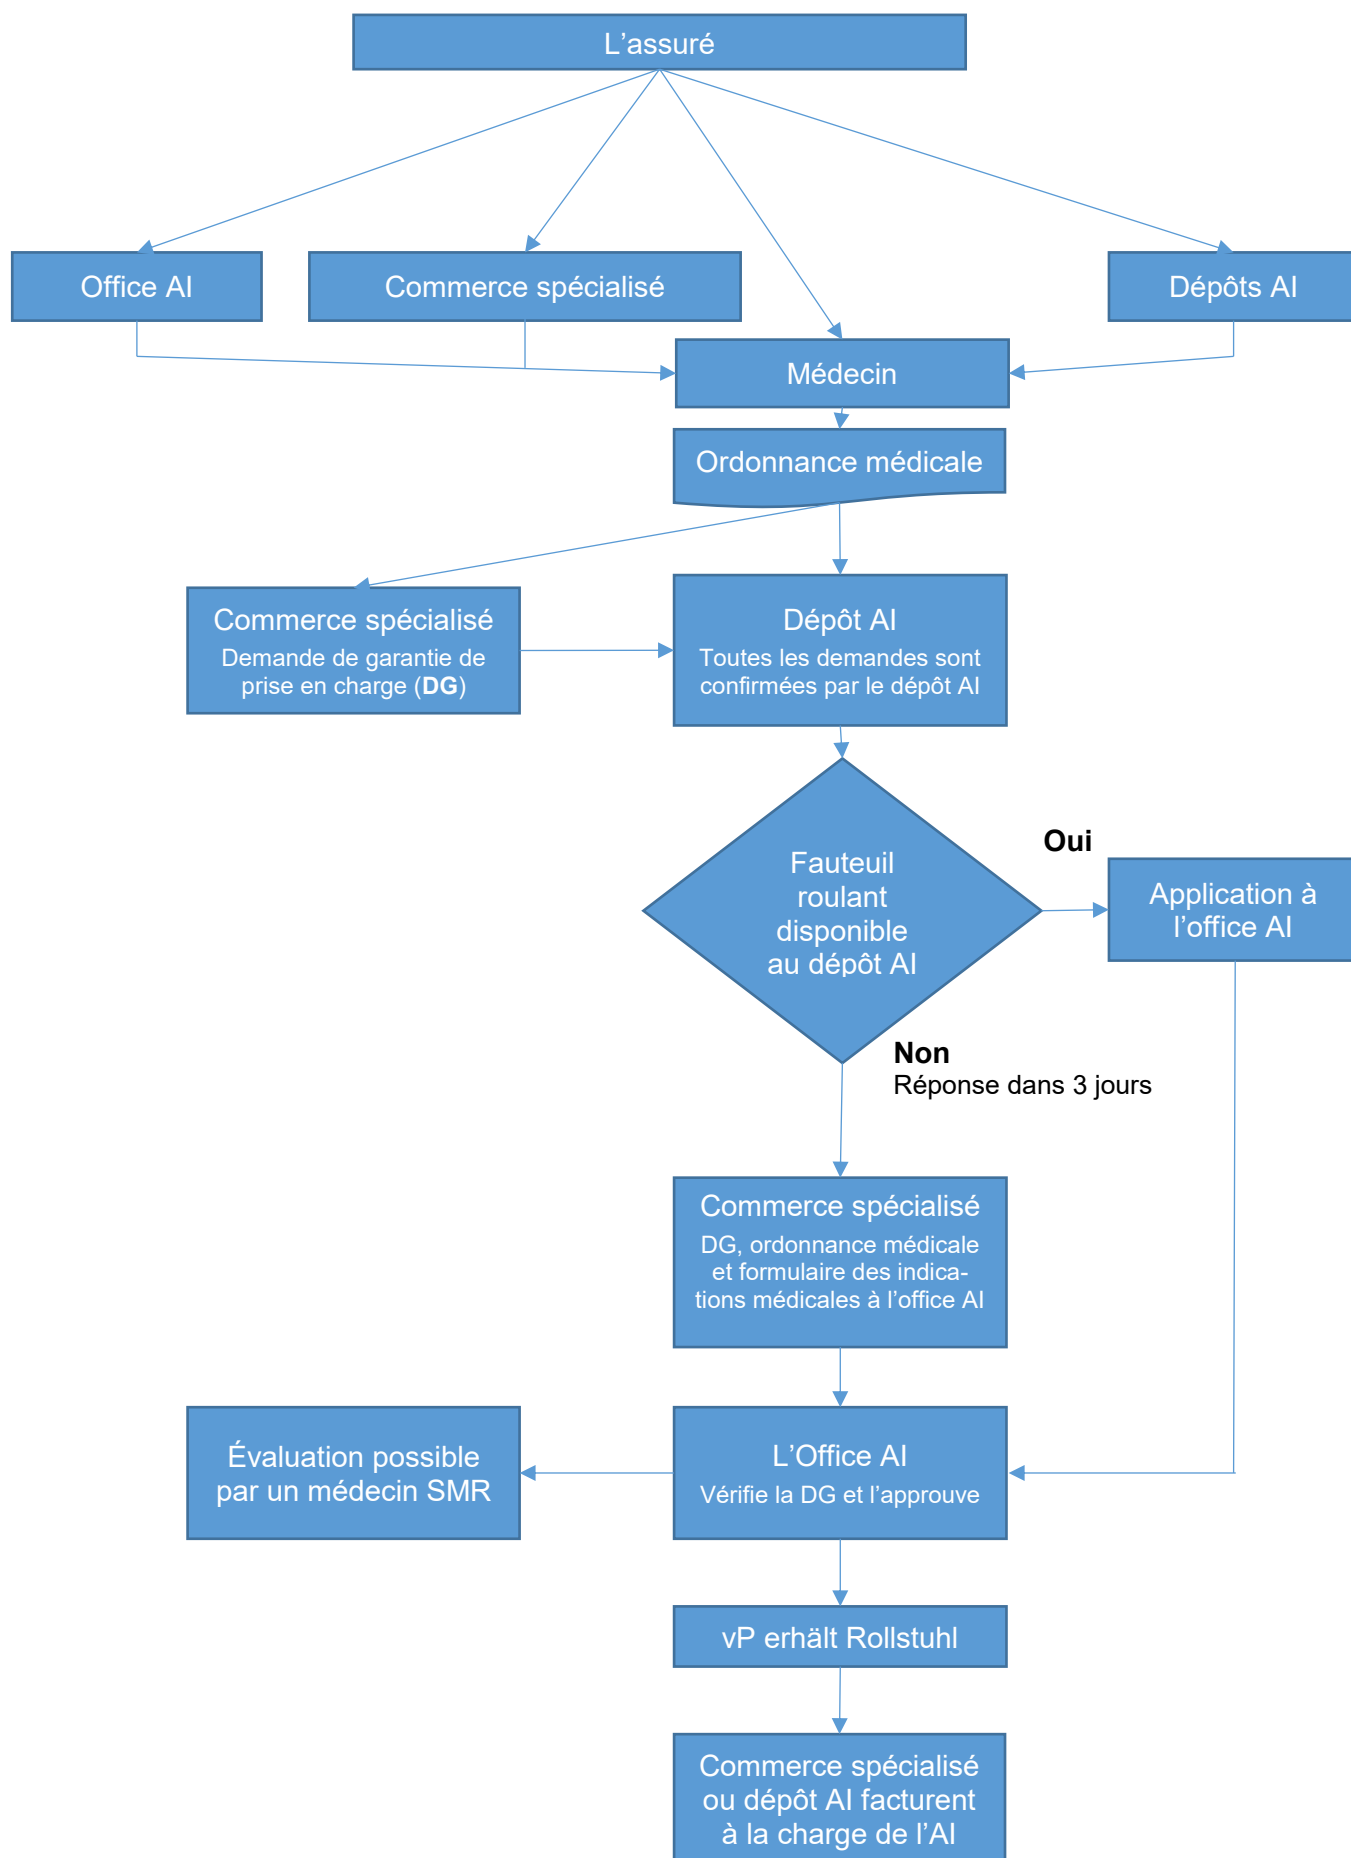 L’assuré
Office AI
Commerce spécialisé
Dépôts AI
Médecin
Ordonnance médicale
Commerce spécialisé
Demande de garantie de
prise en charge (DG)
Dépôt AI
Toutes les demandes sont
confirmées par le dépôt AI
Fauteuil
roulant
disponible
au dépôt AI
Oui
Application à
l’office AI
Non
Réponse dans 3 jours
Commerce spécialisé
DG, ordonnance médicale
et formulaire des indica-
tions médicales à l’office AI
Évaluation possible
par un médecin SMR
L’Office AI
Vérifie la DG et l’approuve
vP erhält Rollstuhl
Commerce spécialisé
ou dépôt AI facturent
à la charge de l’AI